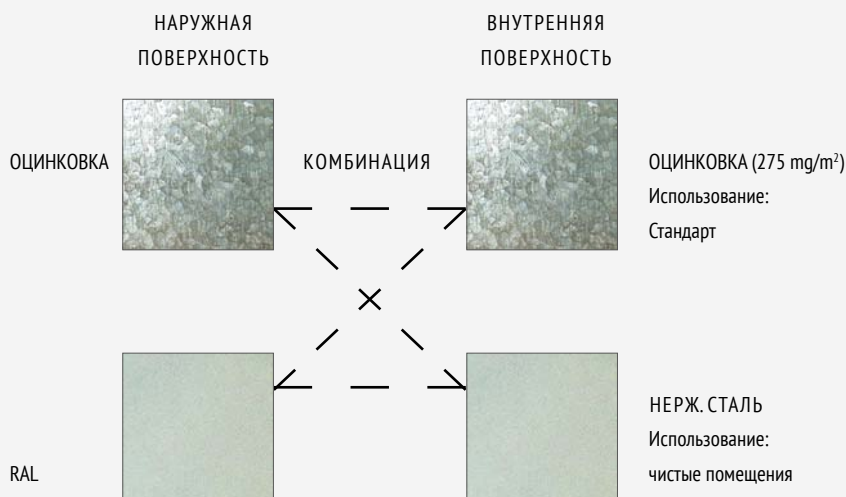 НАРУЖНАЯ
ПОВЕРХНОСТЬ
ВНУТРЕННЯЯ
ПОВЕРХНОСТЬ
ОЦИНКОВКА
КОМБИНАЦИЯ
ОЦИНКОВКА (275 mg/m²)
Использование:
Стандарт
RAL
НЕРЖ. СТАЛЬ
Использование:
чистые помещения